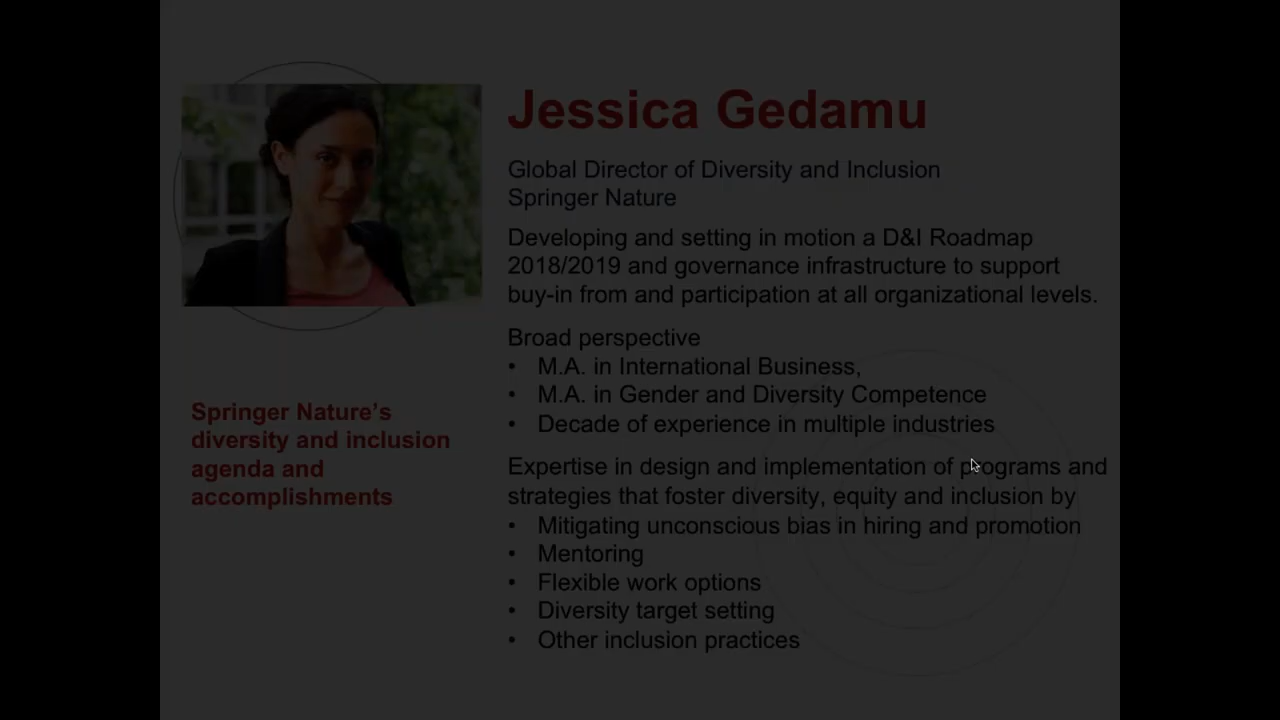 Jessica Gedamu
Global Director of Diversity and Inclusion
Springer Nature
Developing and setting in motion a D&I Roadmap
2018/2019 and governance infrastructure to support
buy-in from and participation at all organizational levels.
Broad perspective
• M.A. in International Business,
• M.A. in Gender and Diversity Competence
• Decade of experience in multiple industries
Expertise in design and implementation of programs and
strategies that foster diversity, equity and inclusion by
• Mitigating unconscious bias in hiring and promotion
• Mentoring
• Flexible work options
• Diversity target setting
• Other inclusion practices
Springer Nature’s
diversity and inclusion
agenda and
accomplishments